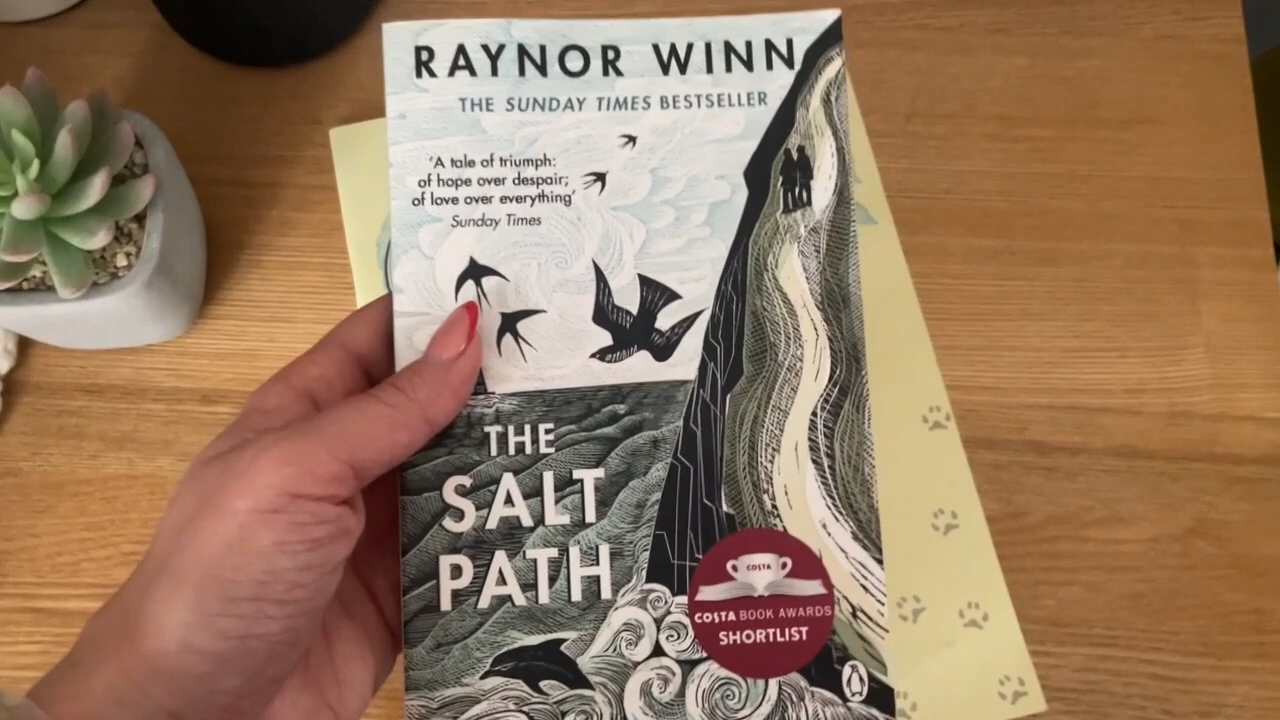 RAYNOR WINN
THE SUNDAY TIMES BESTSELLER
'A tale of triumph:
of hope over despair;
of love over everything'
Sunday Times
THE
SALT
PATH
COSTA
COSTA BOOK AWARDS
SHORTLIST